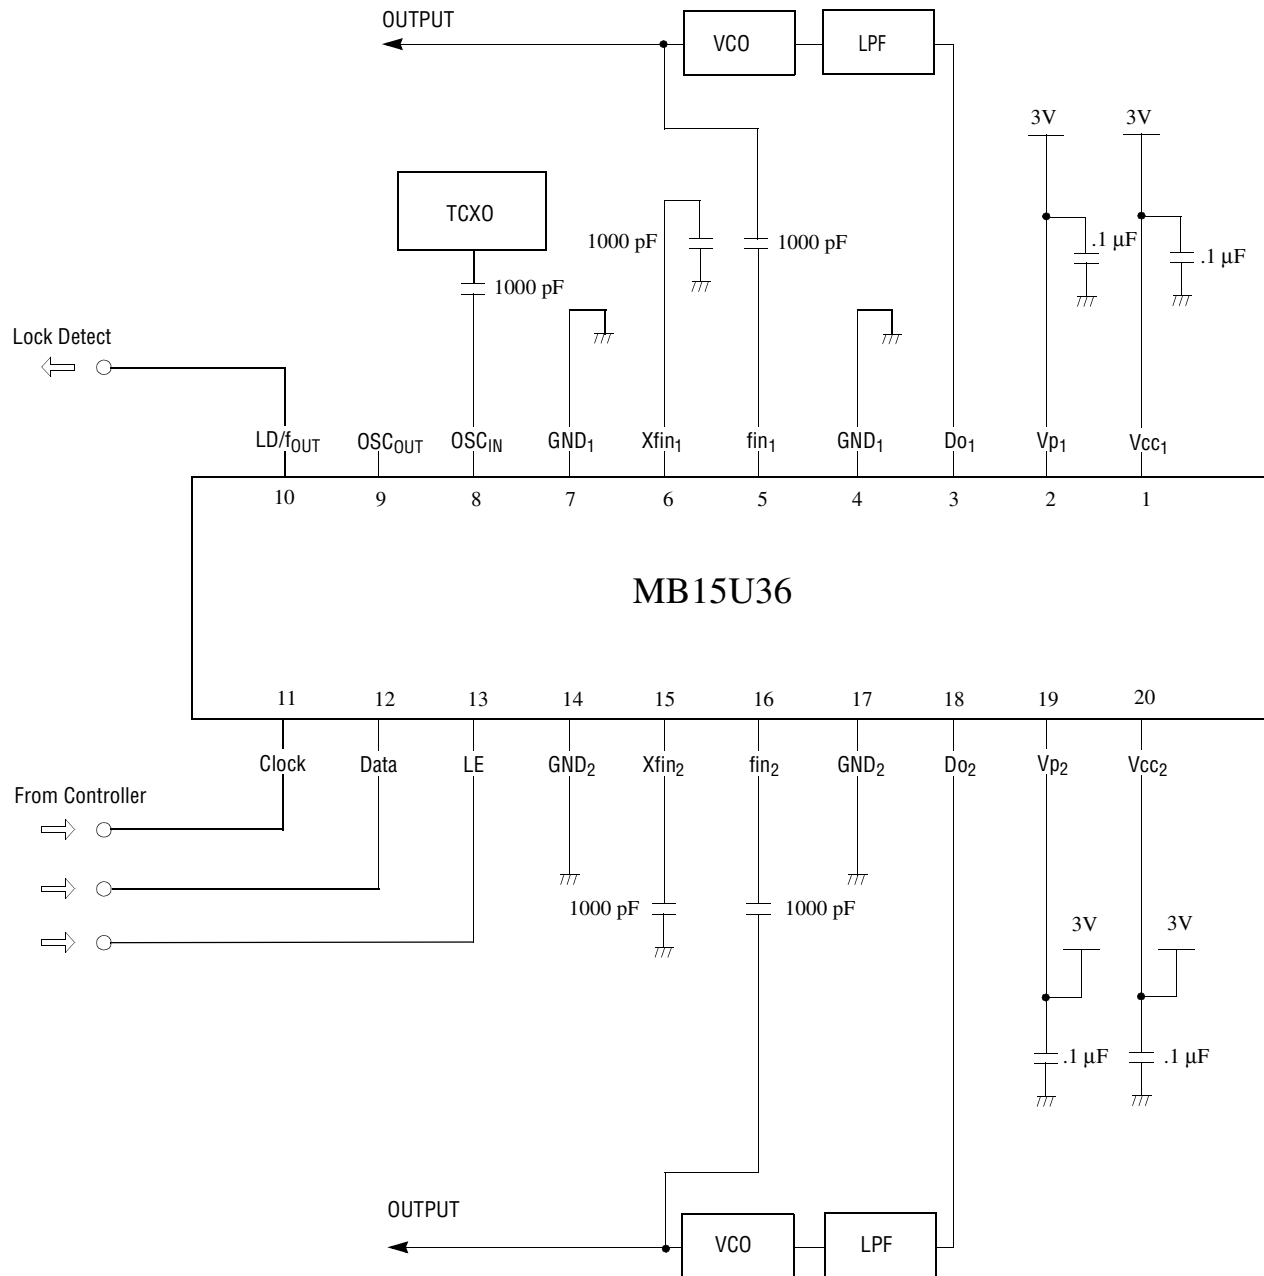 OUTPUT
VCO
LPF
3V
3V
TCXO
1000 pF
1000 pF
.1 µF
.1 µF
1000 pF
Lock Detect
LD/fOUT
OSCOUT
OSCIN
GND1
Xfin1
fin1
GND1
Do1
Vp1
Vcc1
10
9
8
7
6
5
4
3
2
1
MB15U36
11
12
13
14
15
16
17
18
19
20
Clock
Data
LE
GND2
Xfin2
fin2
GND2
Do2
Vp2
Vcc2
From Controller
1000 pF
1000 pF
3V
3V
.1 µF
.1 µF
OUTPUT
VCO
LPF